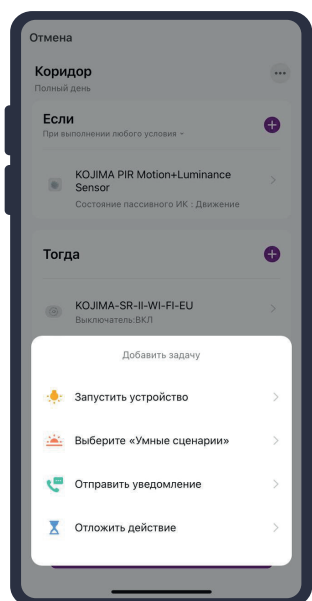 Отмена
Коридор
Полный день
Если
При выполнении любого условия
KOJIMA PIR Motion+Luminance
Sensor
Состояние пассивного ИК : Движение
Тогда
KOJIMA-SR-II-WI-FI-EU
Выключатель:ВКЛ
Добавить задачу
Запустить устройство
Выберите «Умные сценарии»
Отправить уведомление
Отложить действие